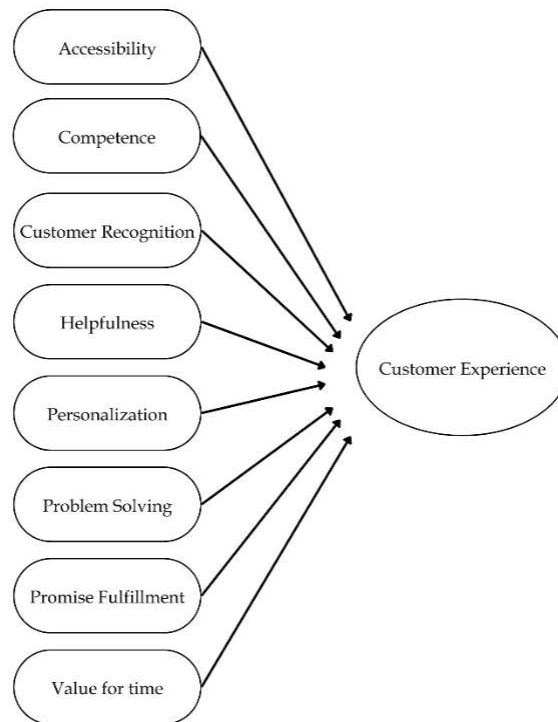 Accessibility
Competence
Customer Recognition
Helpfulness
Customer Experience
Personalization
Problem Solving
Promise Fulfillment
Value for time